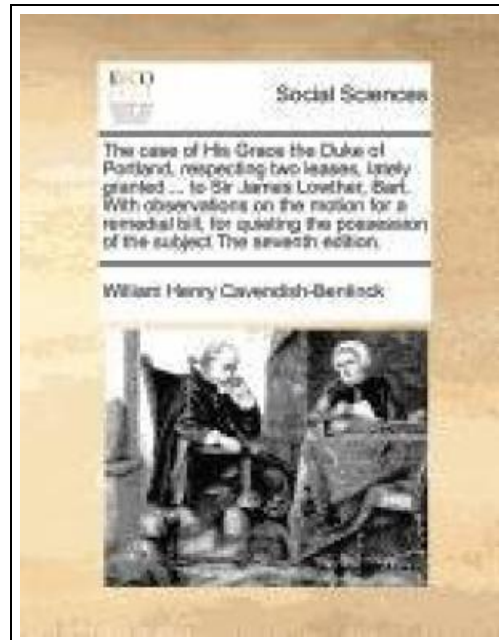 ECCO
Social Sciences
The case of His Grace the Duke of
Portland, respecting two leases, lately
granted ... to Sir James Lowther, Bart.
With observations on the motion for a
remedial bill, for quieting the possession
of the subject The seventh edition.
William Henry Cavendish-Bentinck